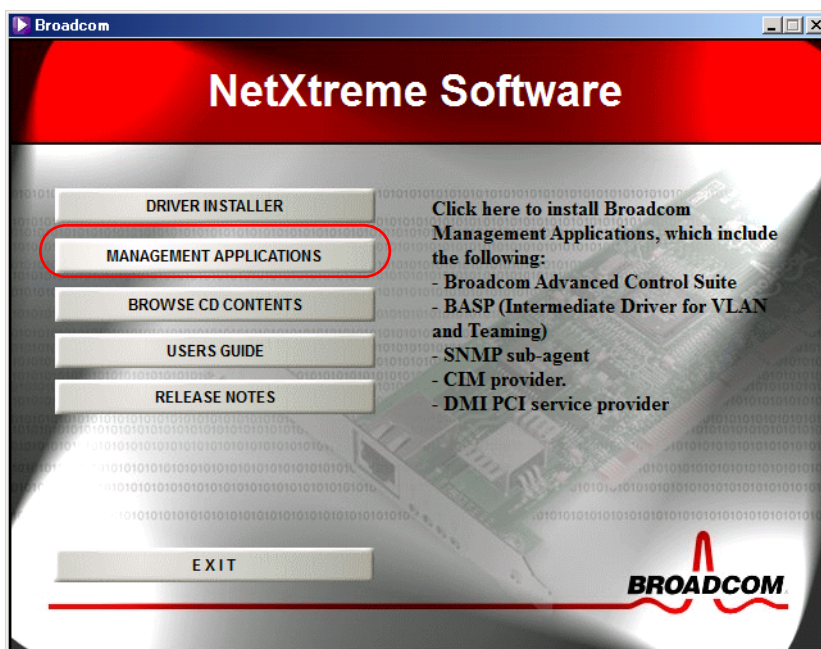 Broadcom
NetXtreme Software
DRIVER INSTALLER
MANAGEMENT APPLICATIONS
BROWSE CD CONTENTS
USERS GUIDE
RELEASE NOTES
EXIT
Click here to install Broadcom
Management Applications, which include
the following:
- Broadcom Advanced Control Suite
- BASP (Intermediate Driver for VLAN
and Teaming)
- SNMP sub-agent
- CIM provider.
- DMI PCI service provider
BROADCOM.